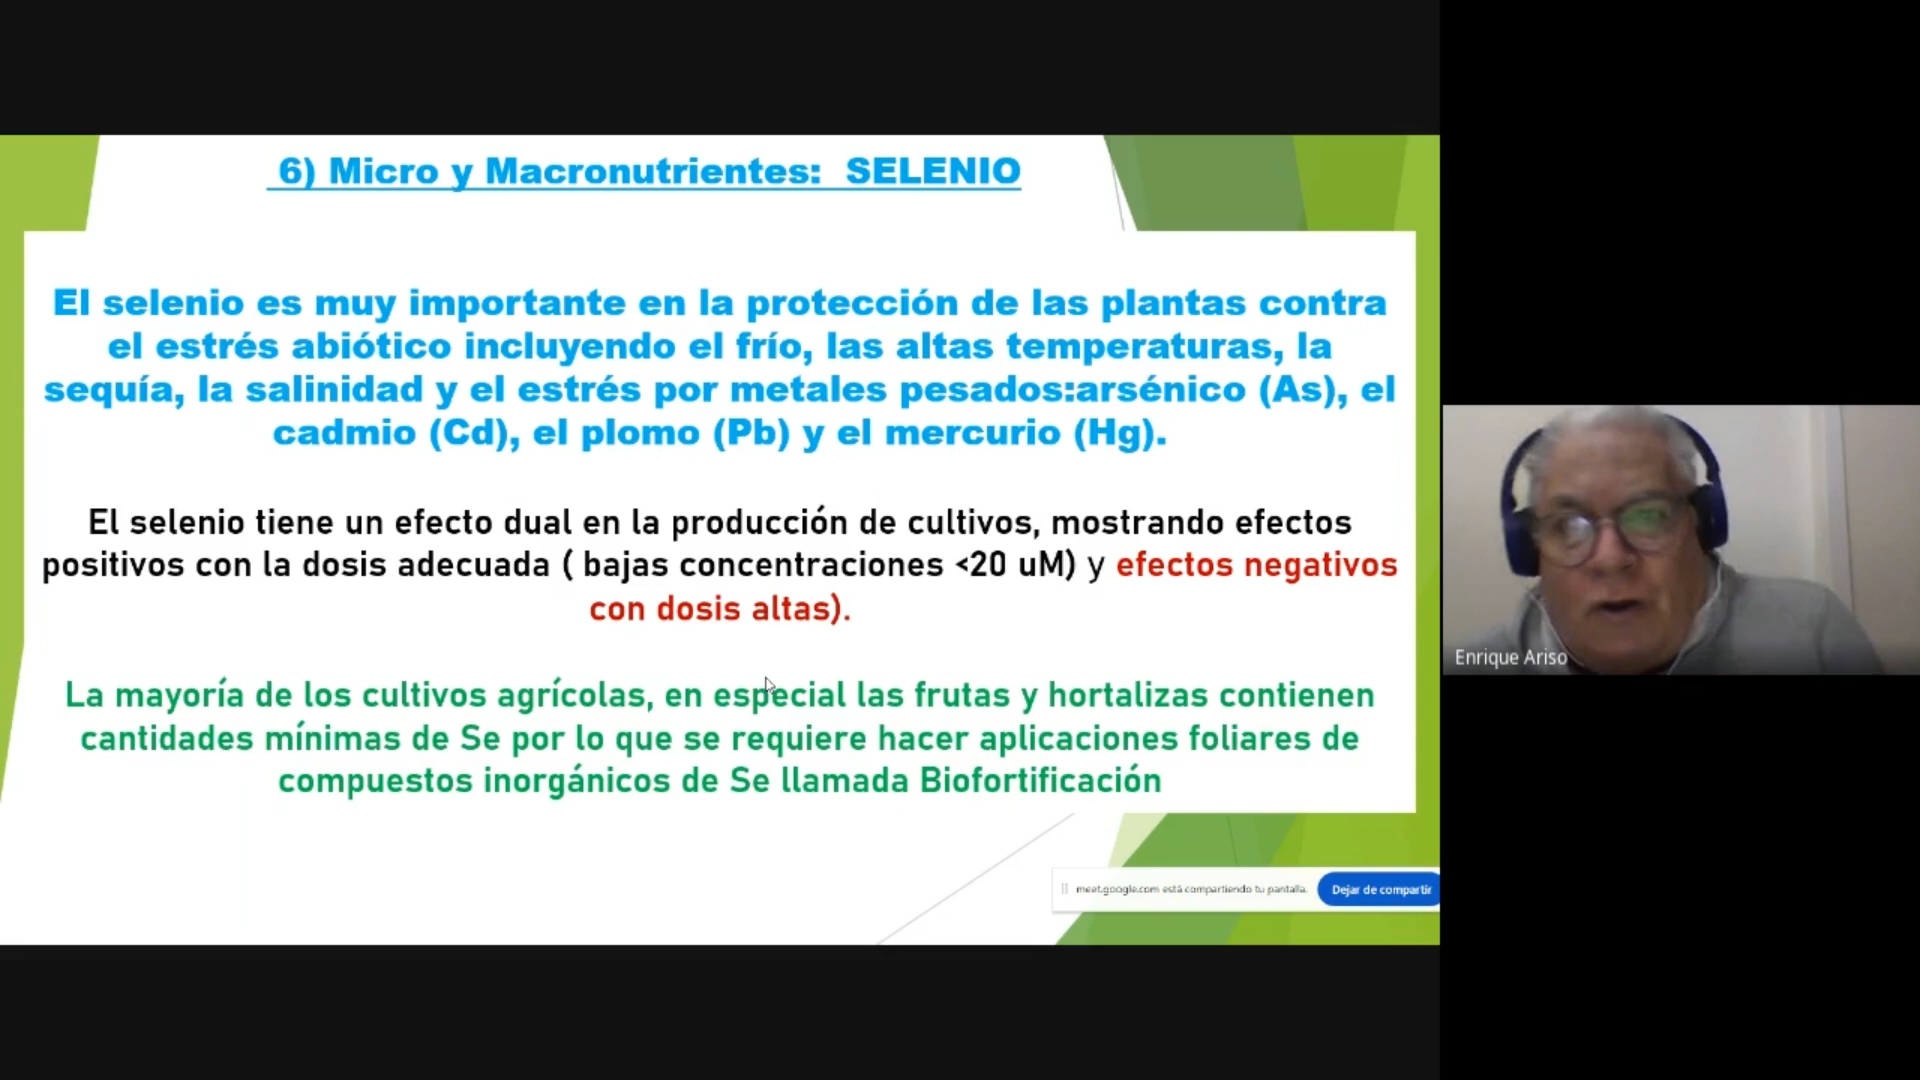 6) Micro y Macronutrientes: SELENIO
El selenio es muy importante en la protección de las plantas contra
el estrés abiótico incluyendo el frío, las altas temperaturas, la
sequía, la salinidad y el estrés por metales pesados:arsénico (As), el
cadmio (Cd), el plomo (Pb) y el mercurio (Hg).
El selenio tiene un efecto dual en la producción de cultivos, mostrando efectos
positivos con la dosis adecuada ( bajas concentraciones <20 uM) y efectos negativos
con dosis altas).
La mayoría de los cultivos agrícolas, en especial las frutas y hortalizas contienen
cantidades mínimas de Se por lo que se requiere hacer aplicaciones foliares de
compuestos inorgánicos de Se llamada Biofortificación
meet.google.com está compartiendo tu pantalla. Dejar de compartir
Enrique Ariso